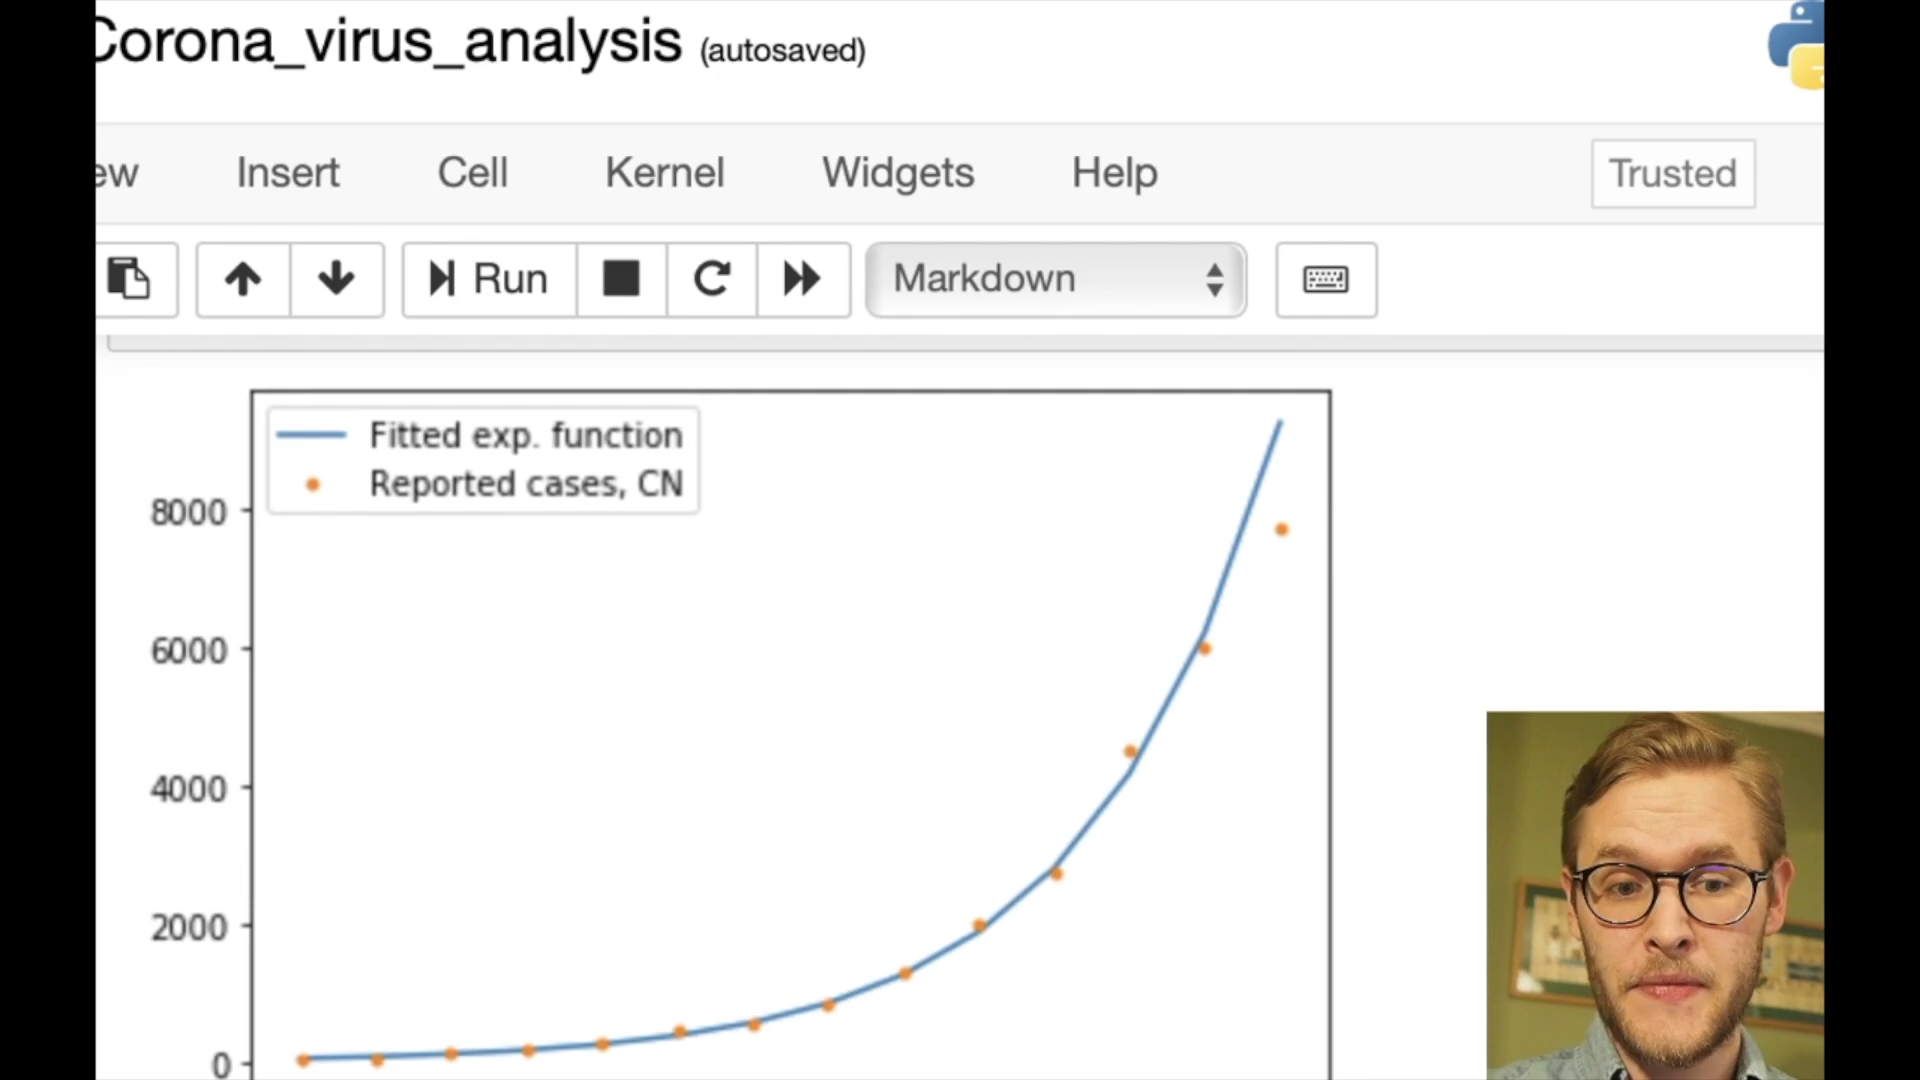 Corona_virus_analysis (autosaved)
ew Insert Cell Kernel Widgets Help Trusted
Run Markdown
Fitted exp. function
Reported cases, CN
8000
6000
4000
2000
0